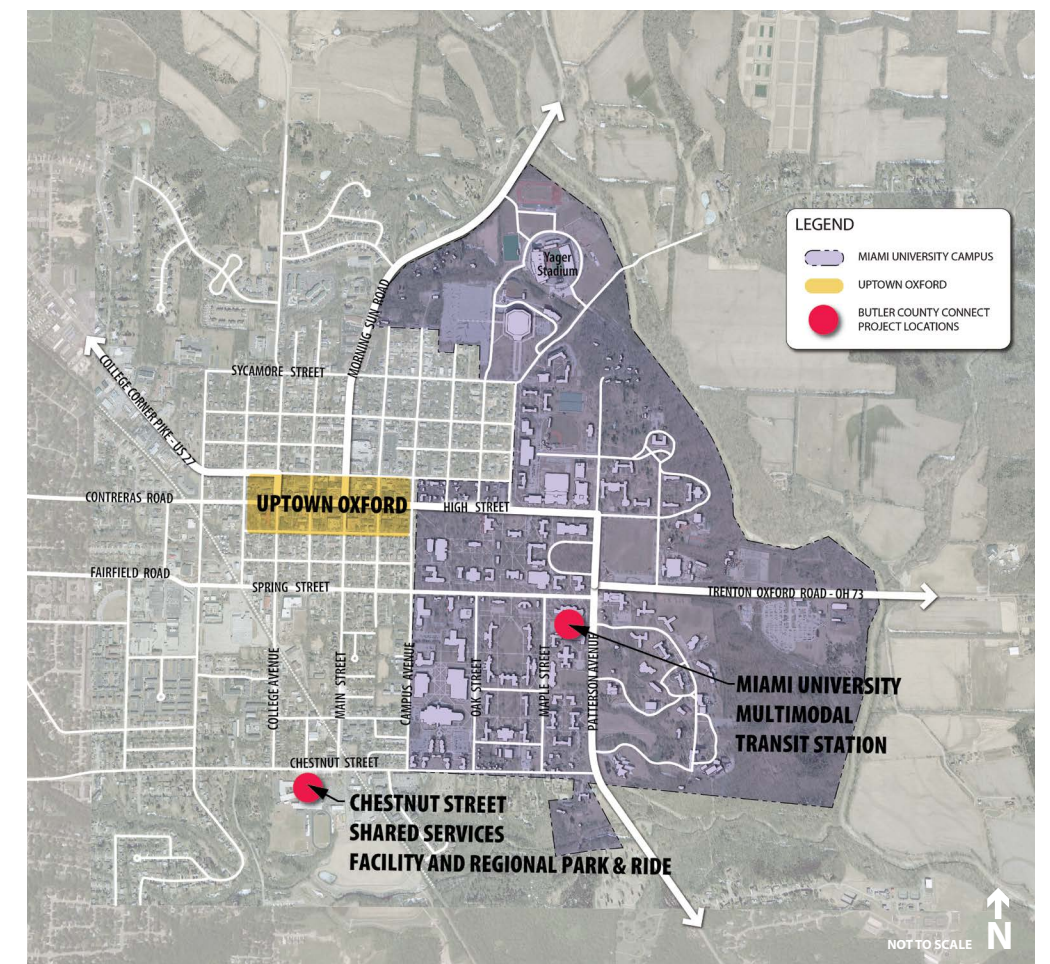 LEGEND
MIAMI UNIVERSITY CAMPUS
UPTOWN OXFORD
BUTLER COUNTY CONNECT
PROJECT LOCATIONS
Yager
Stadium
MORNING SUN ROAD
SYCAMORE STREET
COLLEGE CORNER PIKE - US 27
CONTRERAS ROAD
UPTOWN OXFORD
HIGH STREET
FAIRFIELD ROAD
SPRING STREET
TRENTON OXFORD ROAD - OH 73
COLLEGE AVENUE
MAIN STREET
CAMPUS AVENUE
OAK STREET
MAPLE STREET
PATTERSON AVENUE
MIAMI UNIVERSITY
MULTIMODAL
TRANSIT STATION
CHESTNUT STREET
CHESTNUT STREET
SHARED SERVICES
FACILITY AND REGIONAL PARK & RIDE
NOT TO SCALE
N